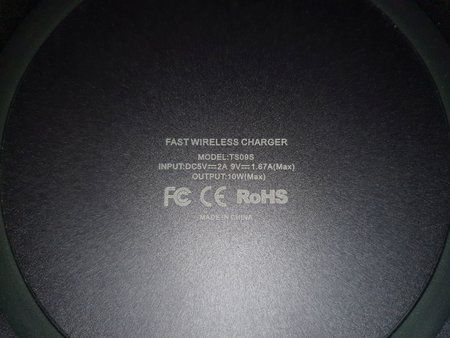 FAST WIRELESS CHARGER
MODEL:TS09S
INPUT:DC5V⎓2A 9V⎓1.67A(Max)
OUTPUT:10W(Max)
FC CE RoHS
MADE IN CHINA